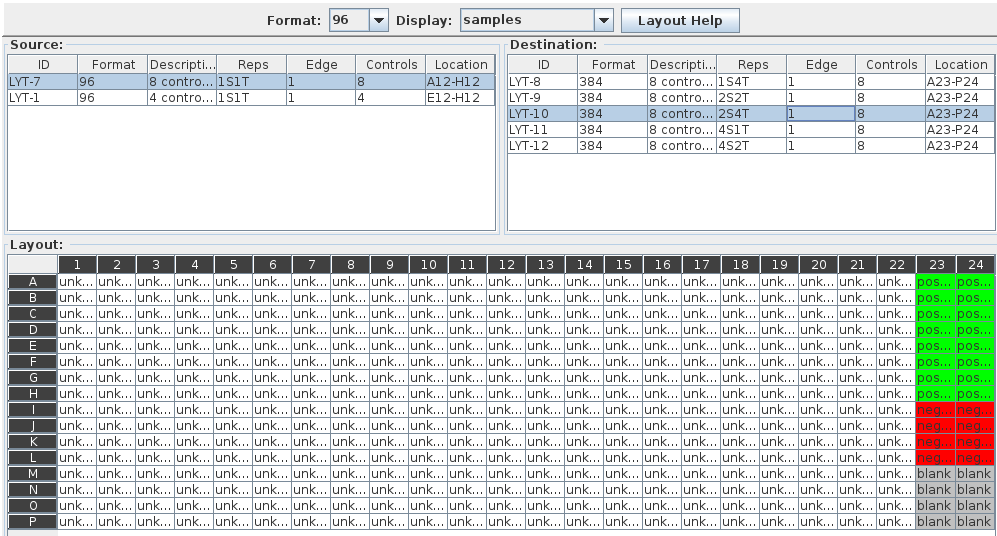 Format: 96 Display: samples Layout Help
Source:
ID Format Descripti... Reps Edge Controls Location
LYT-7 96 8 contro... 1S1T 1 8 A12-H12
LYT-1 96 4 contro... 1S1T 1 4 E12-H12
Destination:
ID Format Descripti... Reps Edge Controls Location
LYT-8 384 8 contro... 1S4T 1 8 A23-P24
LYT-9 384 8 contro... 2S2T 1 8 A23-P24
LYT-10 384 8 contro... 2S4T 1 8 A23-P24
LYT-11 384 8 contro... 4S1T 1 8 A23-P24
LYT-12 384 8 contro... 4S2T 1 8 A23-P24
Layout:
1 2 3 4 5 6 7 8 9 10 11 12 13 14 15 16 17 18 19 20 21 22 23 24
A unk... unk... unk... unk... unk... unk... unk... unk... unk... unk... unk... unk... unk... unk... unk... unk... unk... unk... unk... unk... unk... unk... pos... pos...
B unk... unk... unk... unk... unk... unk... unk... unk... unk... unk... unk... unk... unk... unk... unk... unk... unk... unk... unk... unk... unk... unk... pos... pos...
C unk... unk... unk... unk... unk... unk... unk... unk... unk... unk... unk... unk... unk... unk... unk... unk... unk... unk... unk... unk... unk... unk... pos... pos...
D unk... unk... unk... unk... unk... unk... unk... unk... unk... unk... unk... unk... unk... unk... unk... unk... unk... unk... unk... unk... unk... unk... pos... pos...
E unk... unk... unk... unk... unk... unk... unk... unk... unk... unk... unk... unk... unk... unk... unk... unk... unk... unk... unk... unk... unk... unk... pos... pos...
F unk... unk... unk... unk... unk... unk... unk... unk... unk... unk... unk... unk... unk... unk... unk... unk... unk... unk... unk... unk... unk... unk... pos... pos...
G unk... unk... unk... unk... unk... unk... unk... unk... unk... unk... unk... unk... unk... unk... unk... unk... unk... unk... unk... unk... unk... unk... pos... pos...
H unk... unk... unk... unk... unk... unk... unk... unk... unk... unk... unk... unk... unk... unk... unk... unk... unk... unk... unk... unk... unk... unk... pos... pos...
I unk... unk... unk... unk... unk... unk... unk... unk... unk... unk... unk... unk... unk... unk... unk... unk... unk... unk... unk... unk... unk... unk... neg... neg...
J unk... unk... unk... unk... unk... unk... unk... unk... unk... unk... unk... unk... unk... unk... unk... unk... unk... unk... unk... unk... unk... unk... neg... neg...
K unk... unk... unk... unk... unk... unk... unk... unk... unk... unk... unk... unk... unk... unk... unk... unk... unk... unk... unk... unk... unk... unk... neg... neg...
L unk... unk... unk... unk... unk... unk... unk... unk... unk... unk... unk... unk... unk... unk... unk... unk... unk... unk... unk... unk... unk... unk... neg... neg...
M unk... unk... unk... unk... unk... unk... unk... unk... unk... unk... unk... unk... unk... unk... unk... unk... unk... unk... unk... unk... unk... unk... blank blank
N unk... unk... unk... unk... unk... unk... unk... unk... unk... unk... unk... unk... unk... unk... unk... unk... unk... unk... unk... unk... unk... unk... blank blank
O unk... unk... unk... unk... unk... unk... unk... unk... unk... unk... unk... unk... unk... unk... unk... unk... unk... unk... unk... unk... unk... unk... blank blank
P unk... unk... unk... unk... unk... unk... unk... unk... unk... unk... unk... unk... unk... unk... unk... unk... unk... unk... unk... unk... unk... unk... blank blank